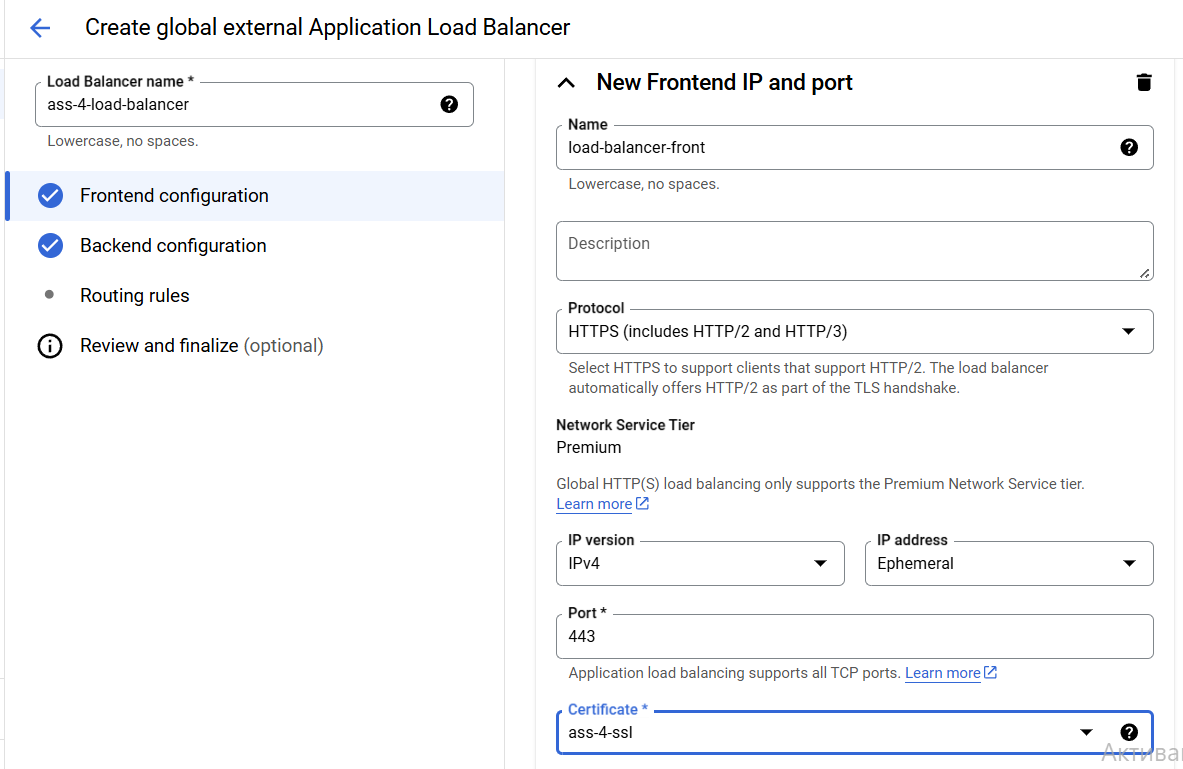 Create global external Application Load Balancer
Load Balancer name *
ass-4-load-balancer
Lowercase, no spaces.
Frontend configuration
Backend configuration
Routing rules
Review and finalize (optional)
New Frontend IP and port
Name
load-balancer-front
Lowercase, no spaces.
Description
Protocol
HTTPS (includes HTTP/2 and HTTP/3)
Select HTTPS to support clients that support HTTP/2. The load balancer
automatically offers HTTP/2 as part of the TLS handshake.
Network Service Tier
Premium
Global HTTP(S) load balancing only supports the Premium Network Service tier.
Learn more
IP version
IPv4
IP address
Ephemeral
Port *
443
Application load balancing supports all TCP ports. Learn more
Certificate *
ass-4-ssl